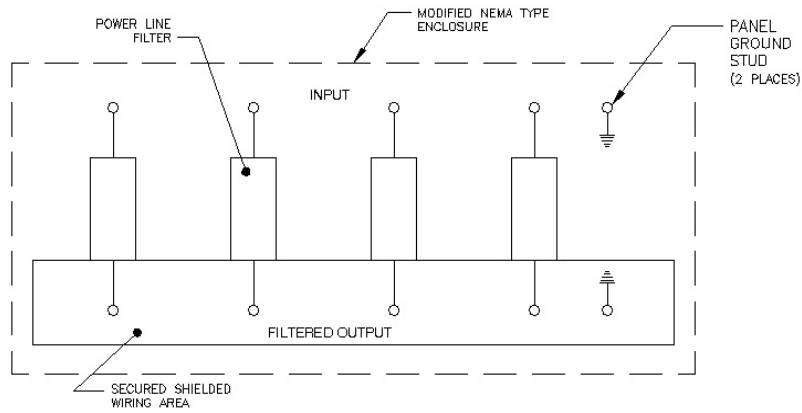 MODIFIED NEMA TYPE
ENCLOSURE
POWER LINE
FILTER
PANEL
GROUND
STUD
(2 PLACES)
INPUT
FILTERED OUTPUT
SECURED SHIELDED
WIRING AREA